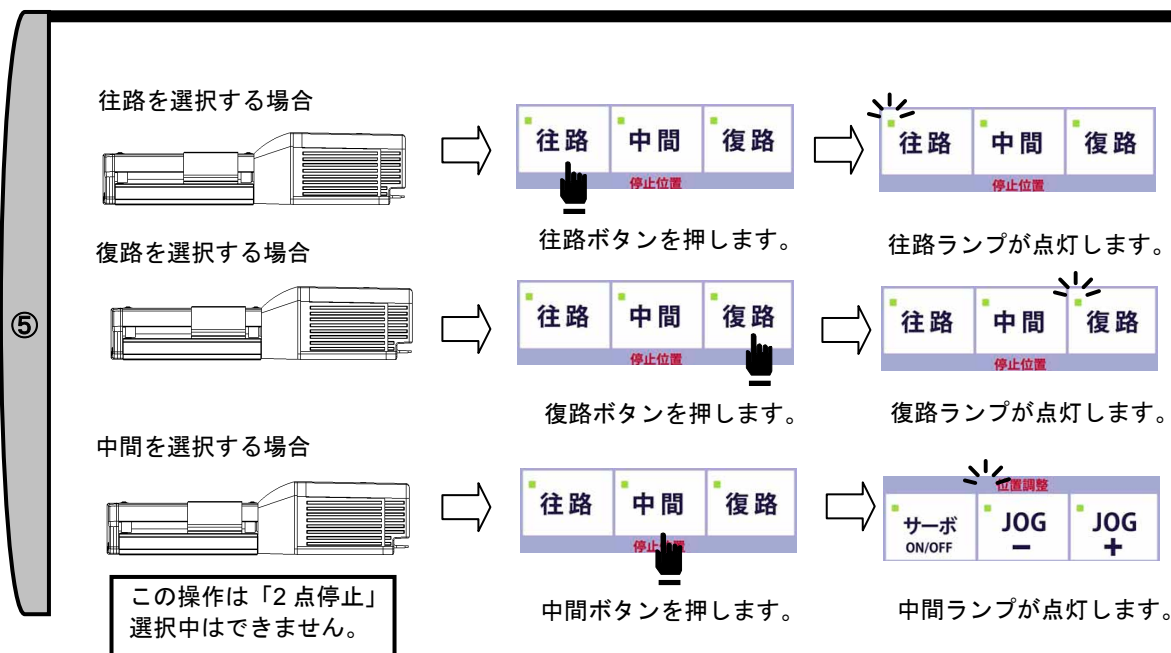 ⑤
往路を選択する場合
往路 中間 復路
停止位置
往路ボタンを押します。
往路 中間 復路
停止位置
往路ランプが点灯します。
復路を選択する場合
往路 中間 復路
停止位置
復路ボタンを押します。
往路 中間 復路
停止位置
復路ランプが点灯します。
中間を選択する場合
この操作は「2 点停止」
選択中はできません。
往路 中間 復路
停止位置
中間ボタンを押します。
位置調整
サーボ JOG JOG
ON/OFF － ＋
中間ランプが点灯します。